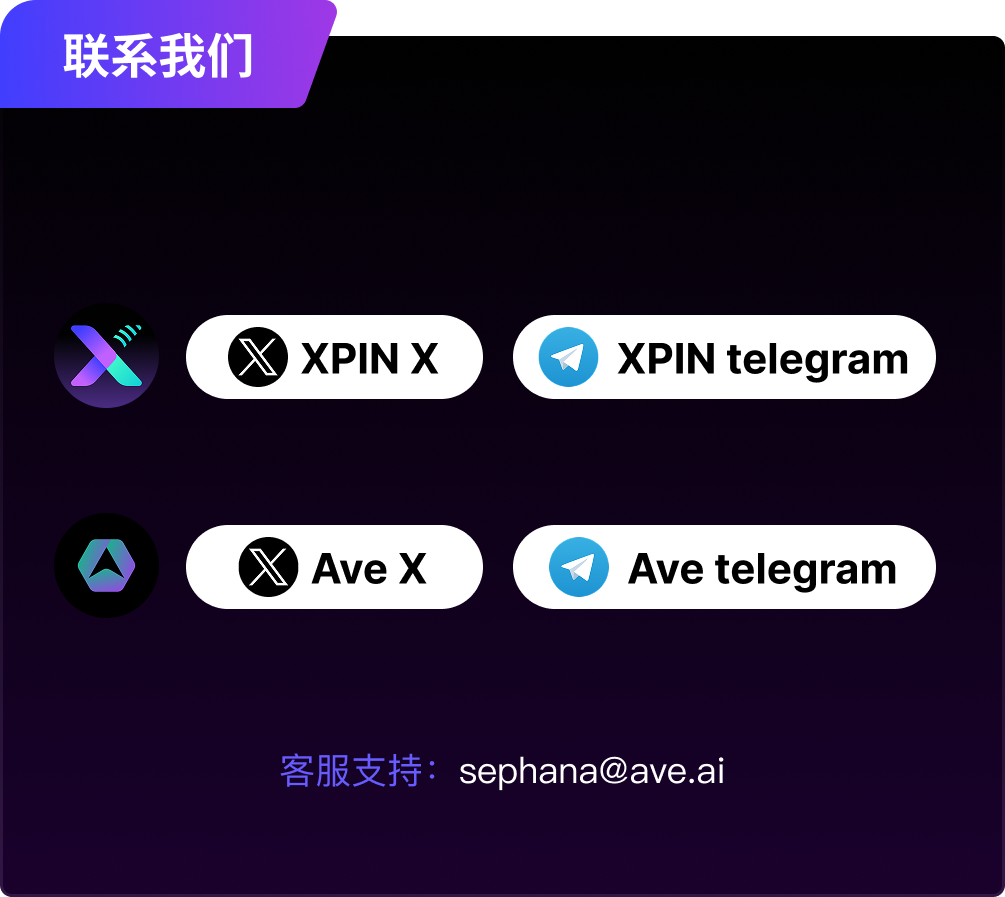 联系我们
XPIN X
XPIN telegram
Ave X
Ave telegram
客服支持：sephana@ave.ai